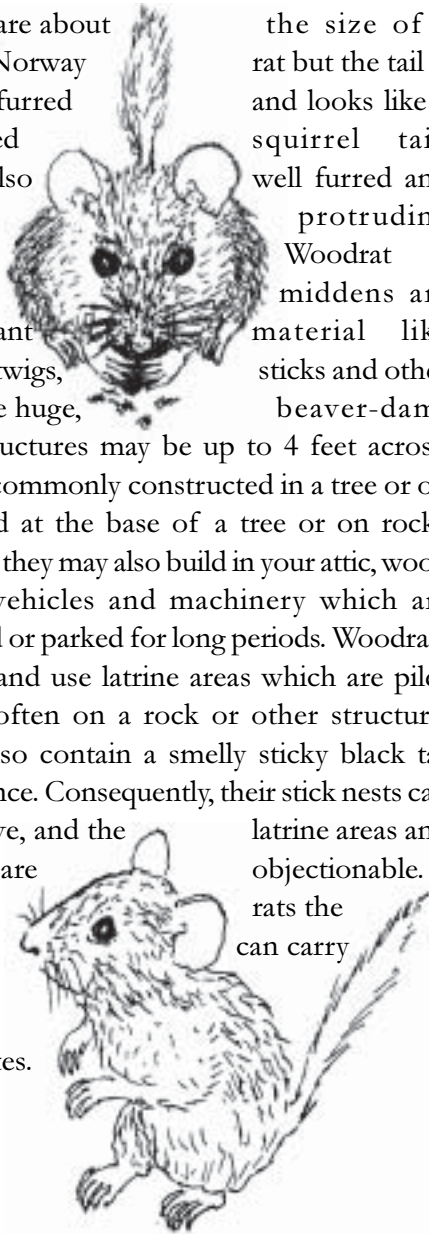 are about the size of
Norway rat but the tail
furred and looks like
ed squirrel tai
lso well furred an
protrudin
Woodrat
middens an
ant material lik
twigs, sticks and othe
e huge, beaver-dam
uctures may be up to 4 feet acros
commonly constructed in a tree or o
d at the base of a tree or on rock
they may also build in your attic, woo
vehicles and machinery which ar
d or parked for long periods. Woodra
and use latrine areas which are pile
often on a rock or other structur
so contain a smelly sticky black ta
nce. Consequently, their stick nests ca
ve, and the latrine areas an
are objectionable.
rats the
can carry
tes.